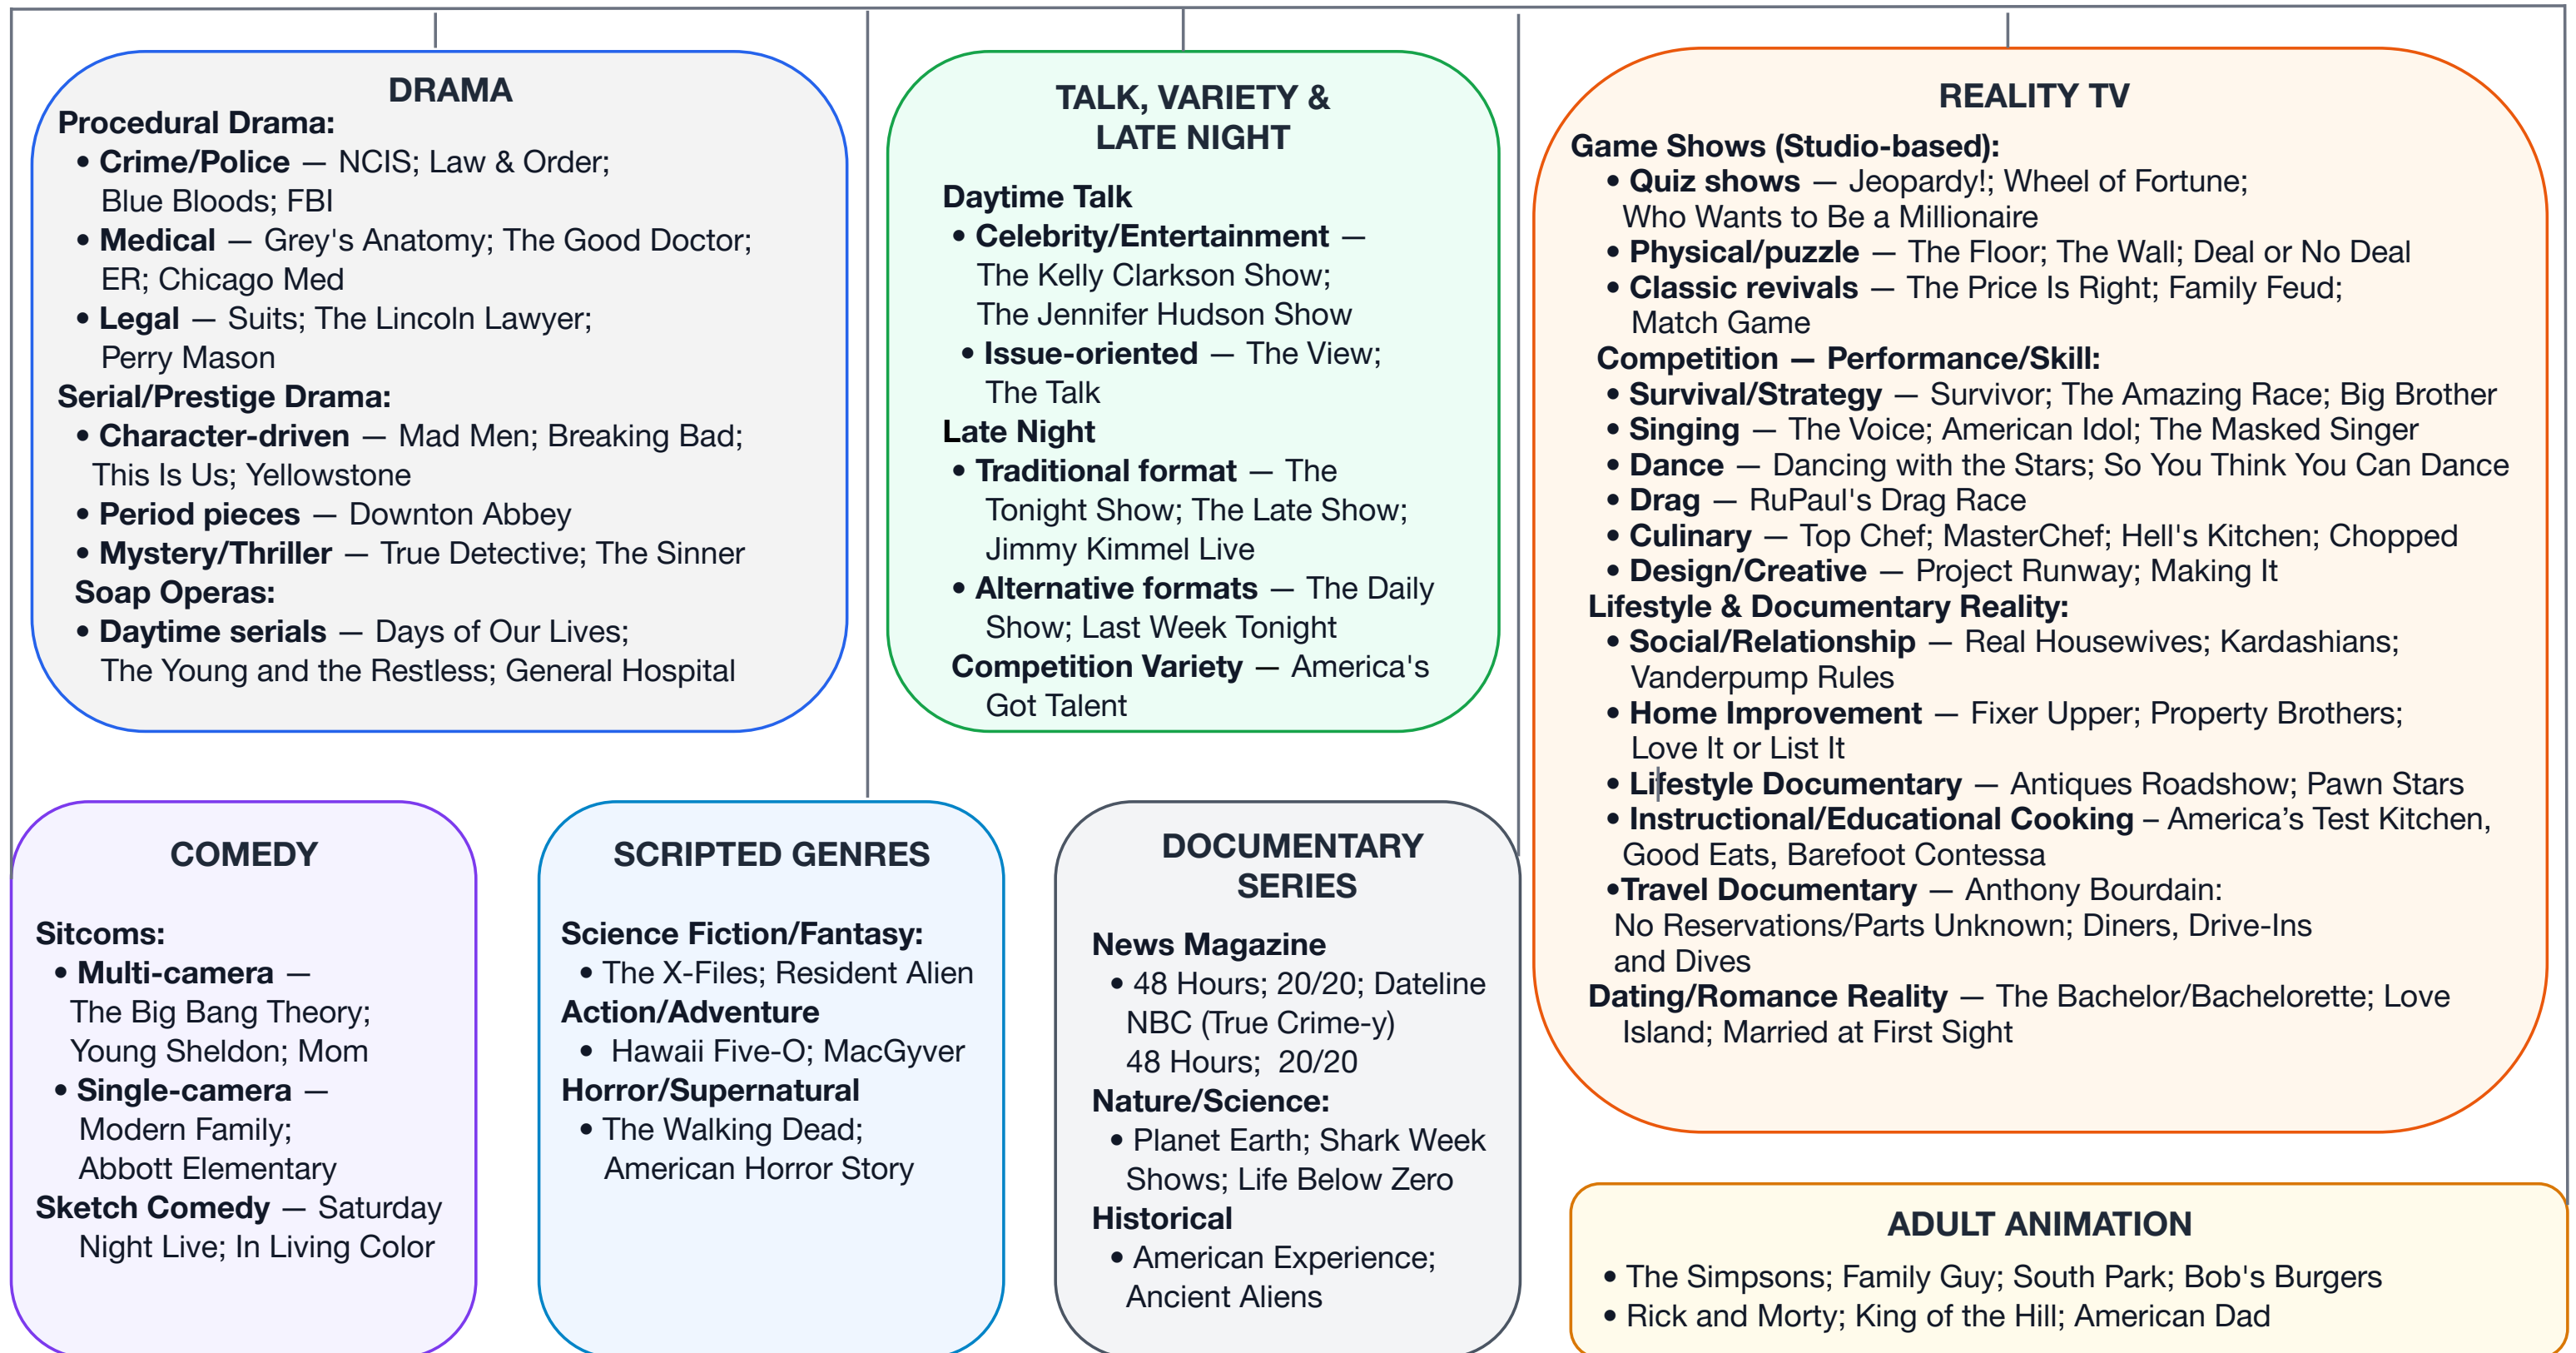 DRAMA
Procedural Drama:
• Crime/Police — NCIS; Law & Order;
Blue Bloods; FBI
• Medical — Grey's Anatomy; The Good Doctor;
ER; Chicago Med
• Legal — Suits; The Lincoln Lawyer;
Perry Mason
Serial/Prestige Drama:
• Character-driven — Mad Men; Breaking Bad;
This Is Us; Yellowstone
• Period pieces — Downton Abbey
• Mystery/Thriller — True Detective; The Sinner
Soap Operas:
• Daytime serials — Days of Our Lives;
The Young and the Restless; General Hospital
TALK, VARIETY &
LATE NIGHT
Daytime Talk
• Celebrity/Entertainment —
The Kelly Clarkson Show;
The Jennifer Hudson Show
• Issue-oriented — The View;
The Talk
Late Night
• Traditional format — The
Tonight Show; The Late Show;
Jimmy Kimmel Live
• Alternative formats — The Daily
Show; Last Week Tonight
Competition Variety — America's
Got Talent
REALITY TV
Game Shows (Studio-based):
• Quiz shows — Jeopardy!; Wheel of Fortune;
Who Wants to Be a Millionaire
• Physical/puzzle — The Floor; The Wall; Deal or No Deal
• Classic revivals — The Price Is Right; Family Feud;
Match Game
Competition — Performance/Skill:
• Survival/Strategy — Survivor; The Amazing Race; Big Brother
• Singing — The Voice; American Idol; The Masked Singer
• Dance — Dancing with the Stars; So You Think You Can Dance
• Drag — RuPaul's Drag Race
• Culinary — Top Chef; MasterChef; Hell's Kitchen; Chopped
• Design/Creative — Project Runway; Making It
Lifestyle & Documentary Reality:
• Social/Relationship — Real Housewives; Kardashians;
Vanderpump Rules
• Home Improvement — Fixer Upper; Property Brothers;
Love It or List It
• Lifestyle Documentary — Antiques Roadshow; Pawn Stars
• Instructional/Educational Cooking – America’s Test Kitchen,
Good Eats, Barefoot Contessa
•Travel Documentary — Anthony Bourdain:
No Reservations/Parts Unknown; Diners, Drive-Ins
and Dives
Dating/Romance Reality — The Bachelor/Bachelorette; Love
Island; Married at First Sight
COMEDY
Sitcoms:
• Multi-camera —
The Big Bang Theory;
Young Sheldon; Mom
• Single-camera —
Modern Family;
Abbott Elementary
Sketch Comedy — Saturday
Night Live; In Living Color
SCRIPTED GENRES
Science Fiction/Fantasy:
• The X-Files; Resident Alien
Action/Adventure
• Hawaii Five-O; MacGyver
Horror/Supernatural
• The Walking Dead;
American Horror Story
DOCUMENTARY
SERIES
News Magazine
• 48 Hours; 20/20; Dateline
NBC (True Crime-y)
48 Hours; 20/20
Nature/Science:
• Planet Earth; Shark Week
Shows; Life Below Zero
Historical
• American Experience;
Ancient Aliens
ADULT ANIMATION
• The Simpsons; Family Guy; South Park; Bob's Burgers
• Rick and Morty; King of the Hill; American Dad